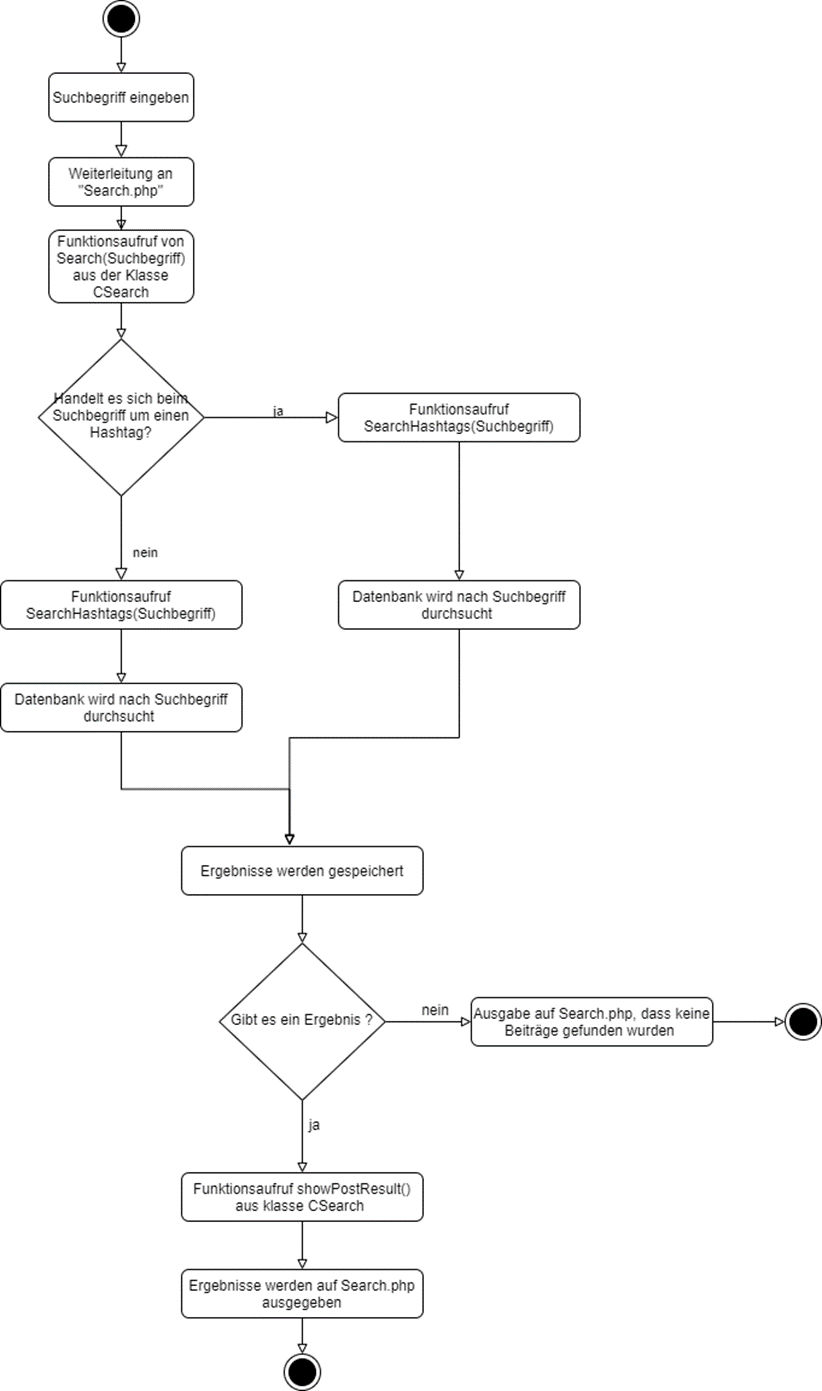 Suchbegriff eingeben
Weiterleitung an
"Search.php"
Funktionsaufruf von
Search(Suchbegriff)
aus der Klasse
CSearch
Handelt es sich beim
Suchbegriff um einen
Hashtag?
ja
Funktionsaufruf
SearchHashtags(Suchbegriff)
nein
Funktionsaufruf
SearchHashtags(Suchbegriff)
Datenbank wird nach Suchbegriff
durchsucht
Datenbank wird nach Suchbegriff
durchsucht
Ergebnisse werden gespeichert
Gibt es ein Ergebnis ?
nein
Ausgabe auf Search.php, dass keine
Beiträge gefunden wurden
ja
Funktionsaufruf showPostResult()
aus klasse CSearch
Ergebnisse werden auf Search.php
ausgegeben